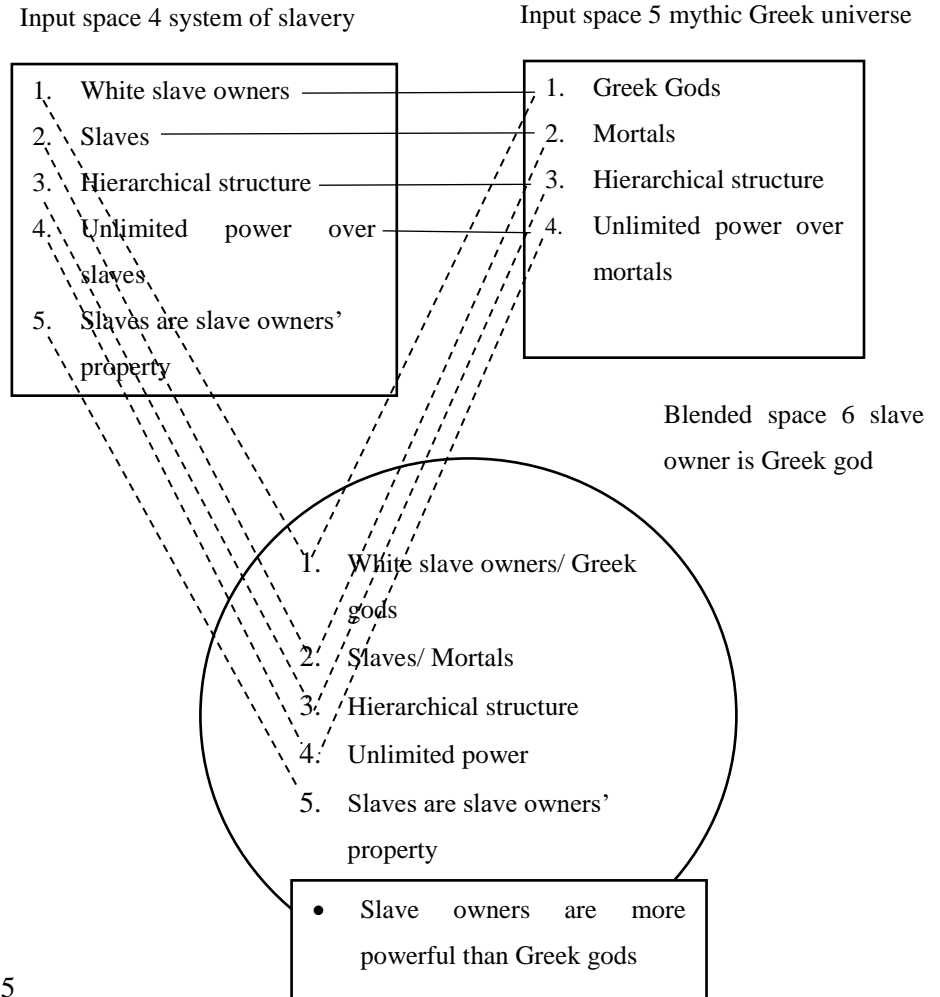 Input space 4 system of slavery
Input space 5 mythic Greek universe
1. White slave owners
2. Slaves
3. Hierarchical structure
4. Unlimited power over
slaves
5. Slaves are slave owners’
property
1. Greek Gods
2. Mortals
3. Hierarchical structure
4. Unlimited power over
mortals
Blended space 6 slave
owner is Greek god
1. White slave owners/ Greek
gods
2. Slaves/ Mortals
3. Hierarchical structure
4. Unlimited power
5. Slaves are slave owners’
property
• Slave owners are more
powerful than Greek gods
5